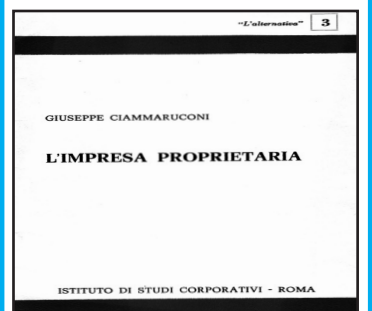 "L'alternativa" 3
GIUSEPPE CIAMMARUCONI
L'IMPRESA PROPRIETARIA
ISTITUTO DI STUDI CORPORATIVI - ROMA